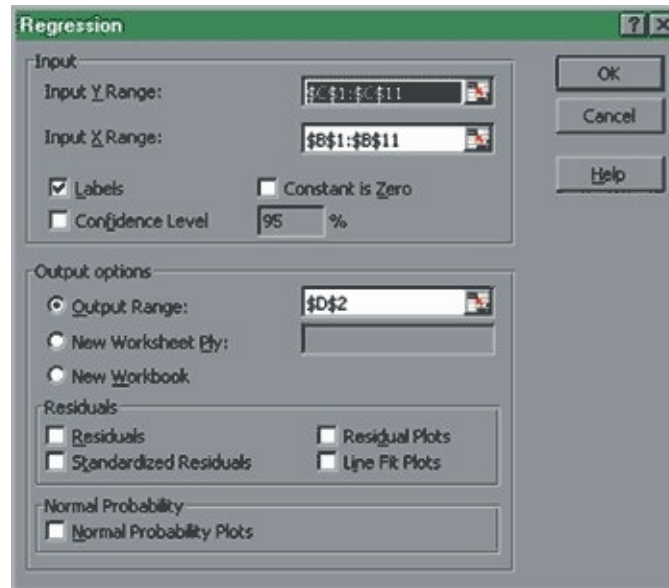 Regression
Input
Input Y Range: $C$1:$C$11
OK
Input X Range: $B$1:$B$11
Cancel
Labels Constant is Zero
Help
Confidence Level 95 %
Output options
Output Range: $D$2
New Worksheet Ply:
New Workbook
Residuals
Residuals Residual Plots
Standardized Residuals Line Fit Plots
Normal Probability
Normal Probability Plots